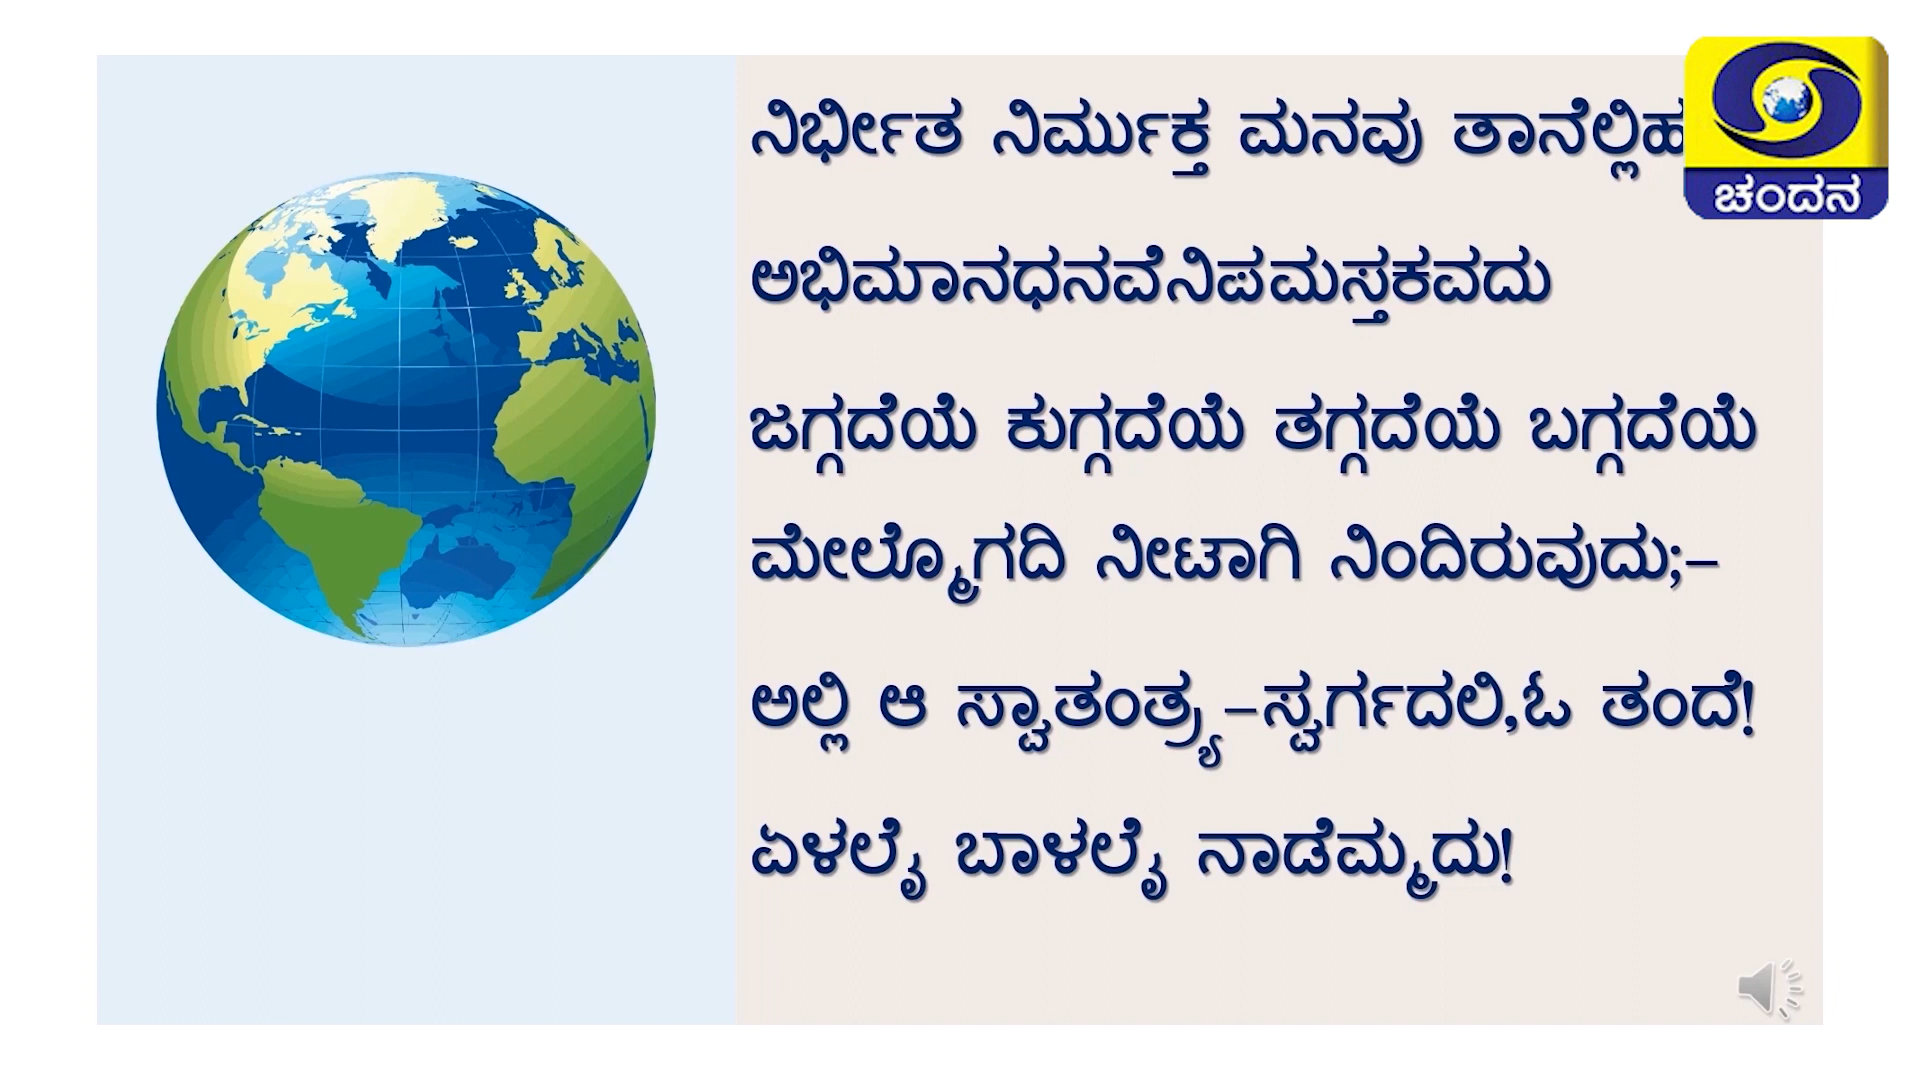 ನಿರ್ಭೀತ ನಿರ್ಮುಕ್ತ ಮನವು
ಚಂದನ
ಅಭಿಮಾನಧನವೆನಿಪಮಸ್ತಕವದು
ಜಗ್ಗದೆಯೆ ಕುಗ್ಗದೆಯೆ ತಗ್ಗದೆಯೆ ಬಗ್ಗದೆಯೆ
ಮೇಲ್ಮೊಗದಿ ನೀಟಾಗಿ ನಿಂದಿರುವುದು;–
ಅಲ್ಲಿ ಆ ಸ್ವಾತಂತ್ರ್ಯ –ಸ್ವರ್ಗದಲಿ,ಓ ತಂದೆ!
ಏಳಲೈ ಬಾಳಲೈ ನಾಡೆಮ್ಮದು!